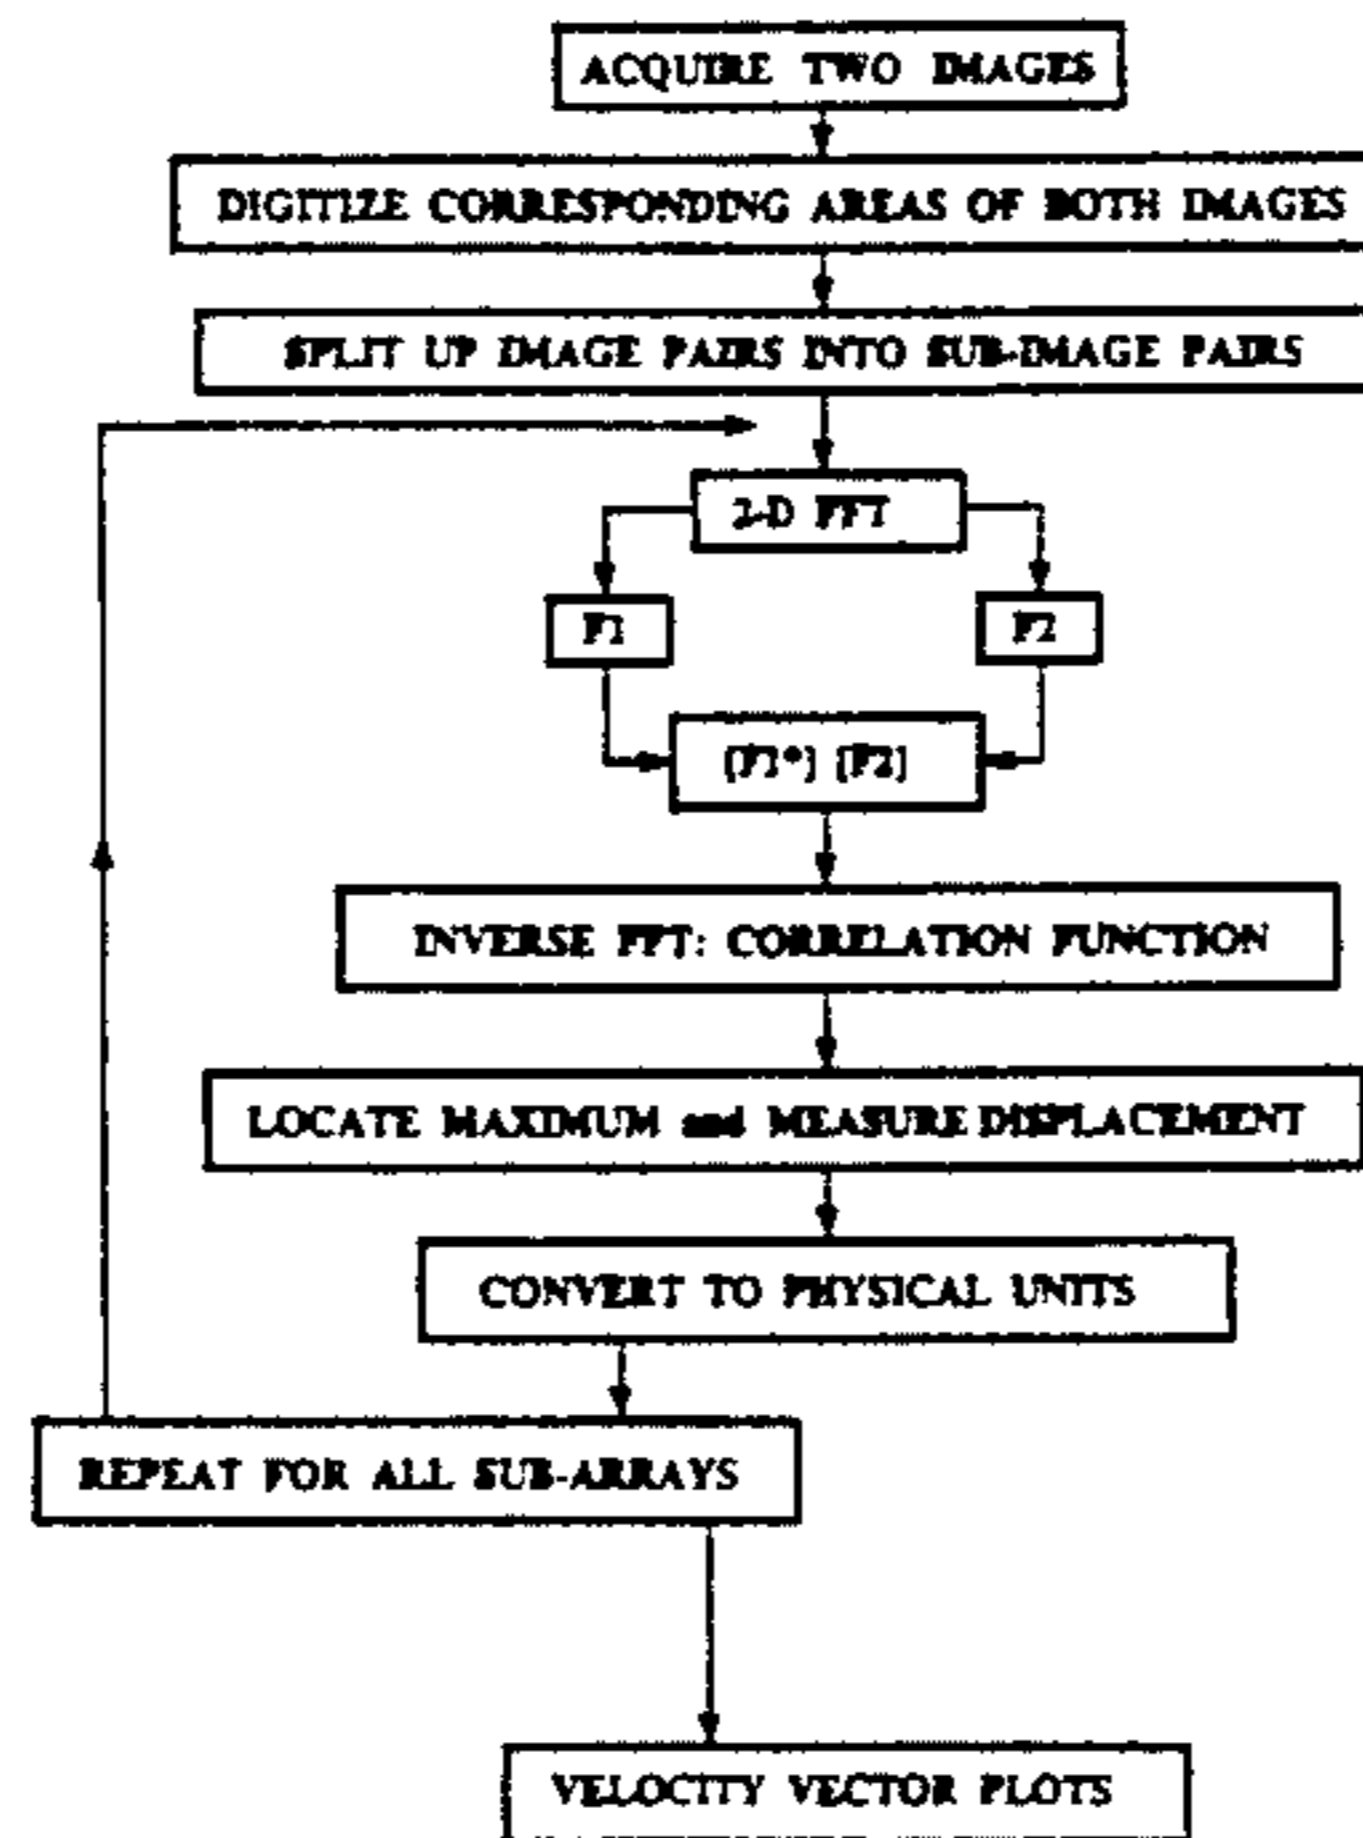 ACQUIRE TWO IMAGES
DIGITIZE CORRESPONDING AREAS OF BOTH IMAGES
SPLIT UP IMAGE PAIRS INTO SUB-IMAGE PAIRS
2-D FFT
F1 F2
[F1*] [F2]
INVERSE FFT: CORRELATION FUNCTION
LOCATE MAXIMUM and MEASURE DISPLACEMENT
CONVERT TO PHYSICAL UNITS
REPEAT FOR ALL SUB-ARRAYS
VELOCITY VECTOR PLOTS